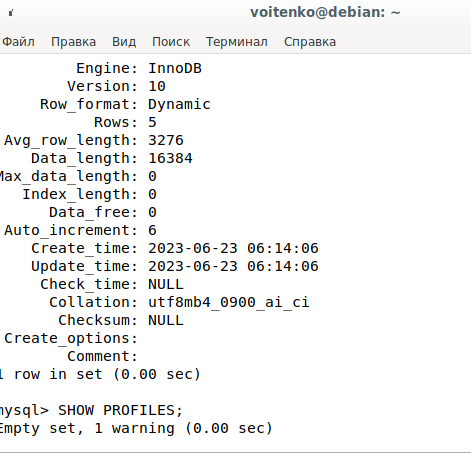 voitenko@debian: ~
Файл Правка Вид Поиск Терминал Справка
Engine: InnoDB
Version: 10
Row_format: Dynamic
Rows: 5
Avg_row_length: 3276
Data_length: 16384
Max_data_length: 0
Index_length: 0
Data_free: 0
Auto_increment: 6
Create_time: 2023-06-23 06:14:06
Update_time: 2023-06-23 06:14:06
Check_time: NULL
Collation: utf8mb4_0900_ai_ci
Checksum: NULL
Create_options:
Comment:
1 row in set (0.00 sec)
mysql> SHOW PROFILES;
Empty set, 1 warning (0.00 sec)